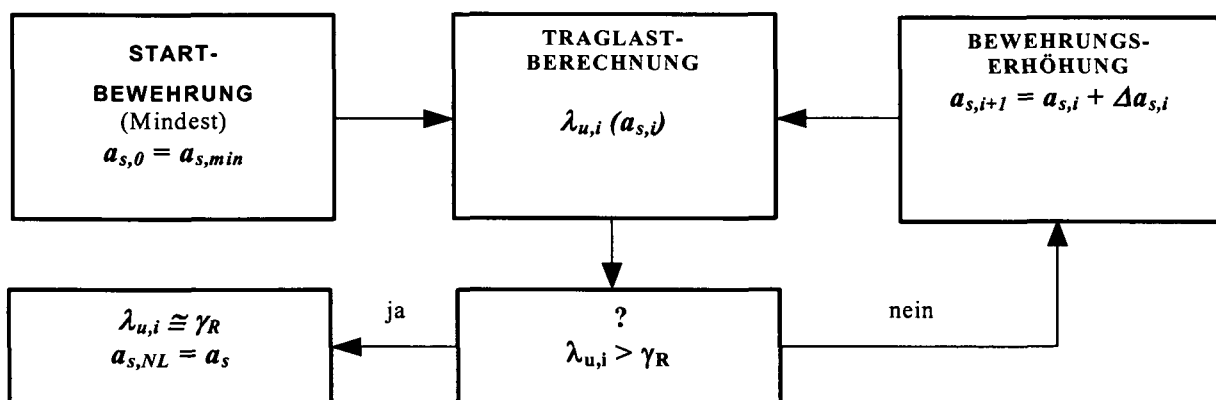 START-
BEWEHRUNG
(Mindest)
a_{s,0} = a_{s,min}
TRAGLAST-
BERECHNUNG
λ_{u,i} (a_{s,i})
BEWEHRUNGS-
ERHÖHUNG
a_{s,i+1} = a_{s,i} + Δa_{s,i}
λ_{u,i} ≅ γ_R
a_{s,NL} = a_s
ja
?
λ_{u,i} > γ_R
nein